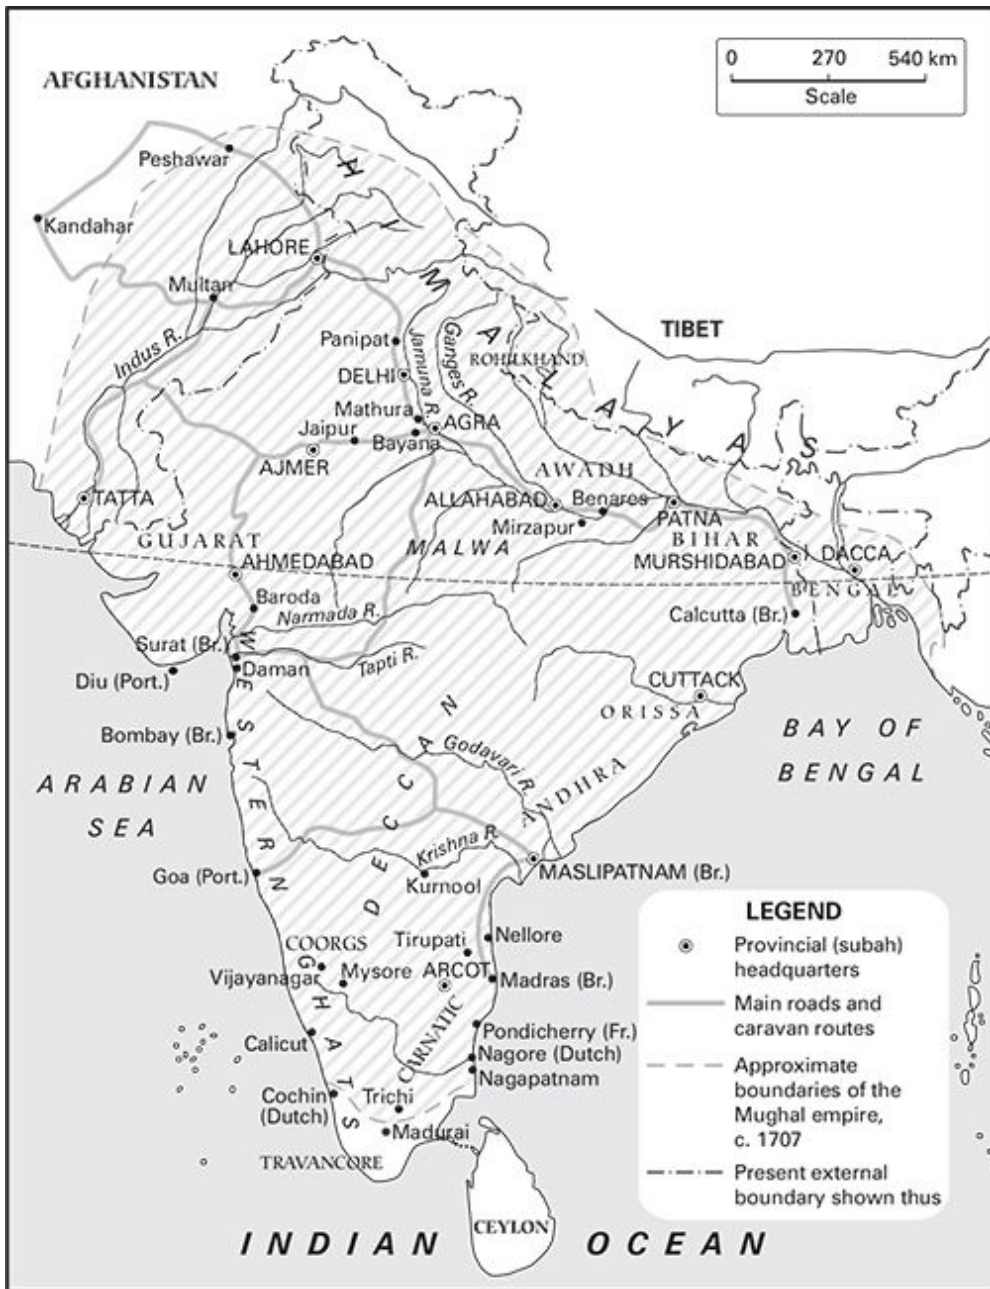 AFGHANISTAN
0 270 540 km
Scale
Peshawar
H
Kandahar
LAHORE
M
Multan
A
TIBET
Panipat
Jamuna R.
Ganges R.
ROHILKHAND
Indus R.
L
DELHI
A
Mathura
AGRA
Y
Jaipur
Bayana
A
S
AJMER
AWADH
TATTA
ALLAHABAD
Benares
PATNA
Mirzapur
GUJARAT
MALWA
BIHAR
MURSHIDABAD
DACCA
AHMEDABAD
BENGAL
Baroda
Narmada R.
Calcutta (Br.)
Surat (Br.)
Daman
Tapti R.
Diu (Port.)
CUTTACK
ORISSA
Bombay (Br.)
BAY OF
BENGAL
Godavari R.
ARABIAN
SEA
WESTERN
GHATS
DECCAN
ANDHRA
Krishna R.
Goa (Port.)
Kurnool
MASLIPATNAM (Br.)
COORGS
Tirupati
Nellore
Vijayanagar
Mysore
ARCOT
Madras (Br.)
CARNATIC
Calicut
Pondicherry (Fr.)
Nagore (Dutch)
Nagapatnam
Cochin
(Dutch)
Trichi
Madurai
TRAVANCORE
CEYLON
INDIAN OCEAN
LEGEND
Provincial (subah)
headquarters
Main roads and
caravan routes
Approximate
boundaries of the
Mughal empire,
c. 1707
Present external
boundary shown thus